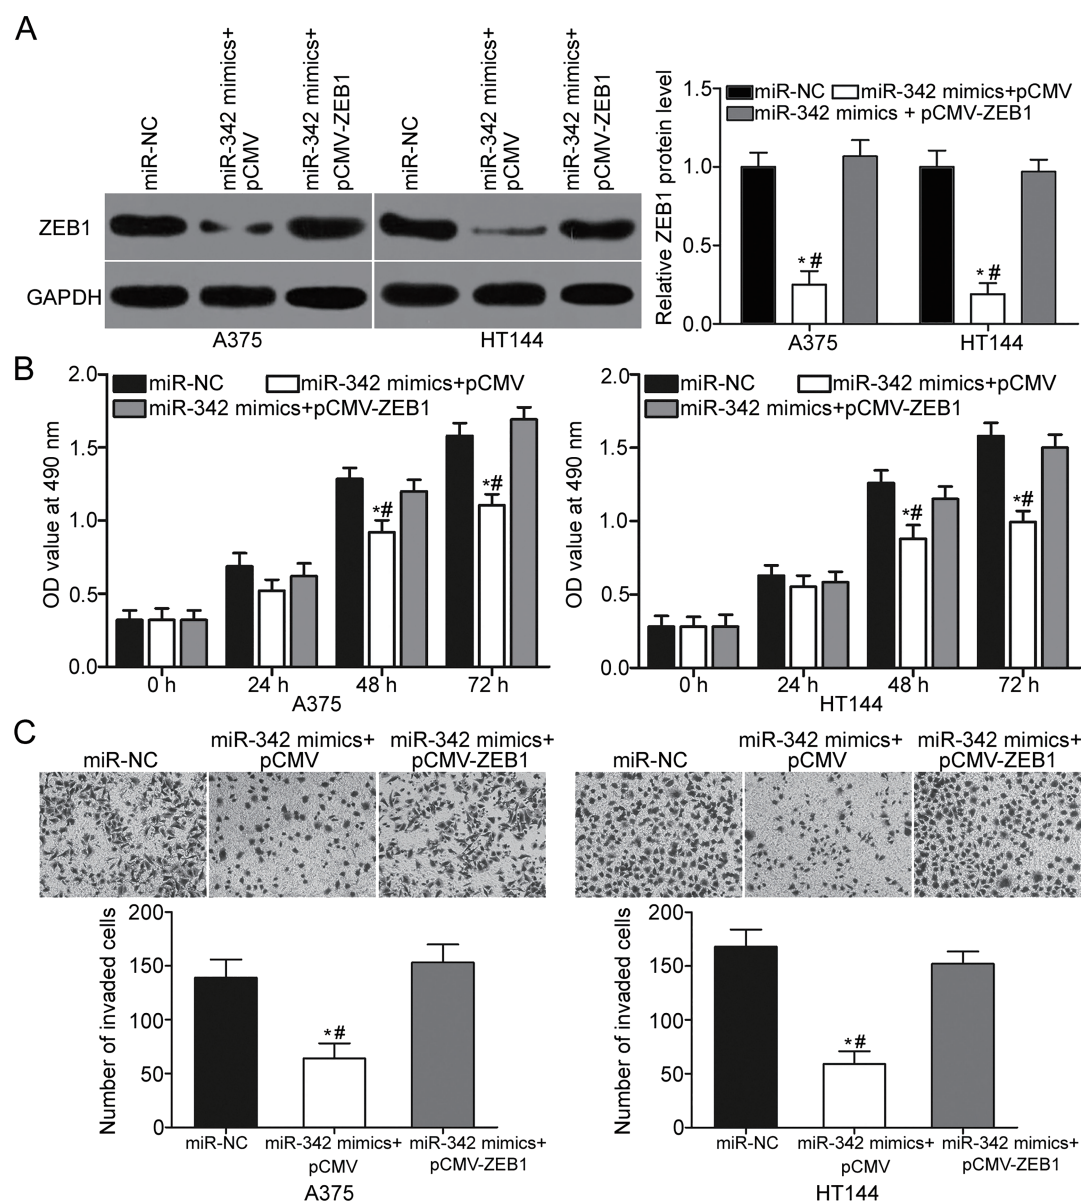 A
miR-NC
miR-342 mimics+
pCMV
miR-342 mimics+
pCMV-ZEB1
miR-NC
miR-342 mimics+
pCMV
miR-342 mimics+
pCMV-ZEB1
ZEB1
GAPDH
A375
HT144
Relative ZEB1 protein level
1.5
1.0
0.5
0.0
miR-NC
miR-342 mimics+pCMV
miR-342 mimics + pCMV-ZEB1
*#
*#
A375
HT144
B
OD value at 490 nm
2.0
1.5
1.0
0.5
0.0
miR-NC
miR-342 mimics+pCMV
miR-342 mimics+pCMV-ZEB1
*#
*#
0 h
24 h
48 h
72 h
A375
OD value at 490 nm
2.0
1.5
1.0
0.5
0.0
miR-NC
miR-342 mimics+pCMV
miR-342 mimics+pCMV-ZEB1
*#
*#
0 h
24 h
48 h
72 h
HT144
C
miR-NC
miR-342 mimics+
pCMV
miR-342 mimics+
pCMV-ZEB1
miR-NC
miR-342 mimics+
pCMV
miR-342 mimics+
pCMV-ZEB1
Number of invaded cells
200
150
100
50
0
*#
miR-NC
miR-342 mimics+
pCMV
miR-342 mimics+
pCMV-ZEB1
A375
Number of invaded cells
200
150
100
50
0
*#
miR-NC
miR-342 mimics+
pCMV
miR-342 mimics+
pCMV-ZEB1
HT144